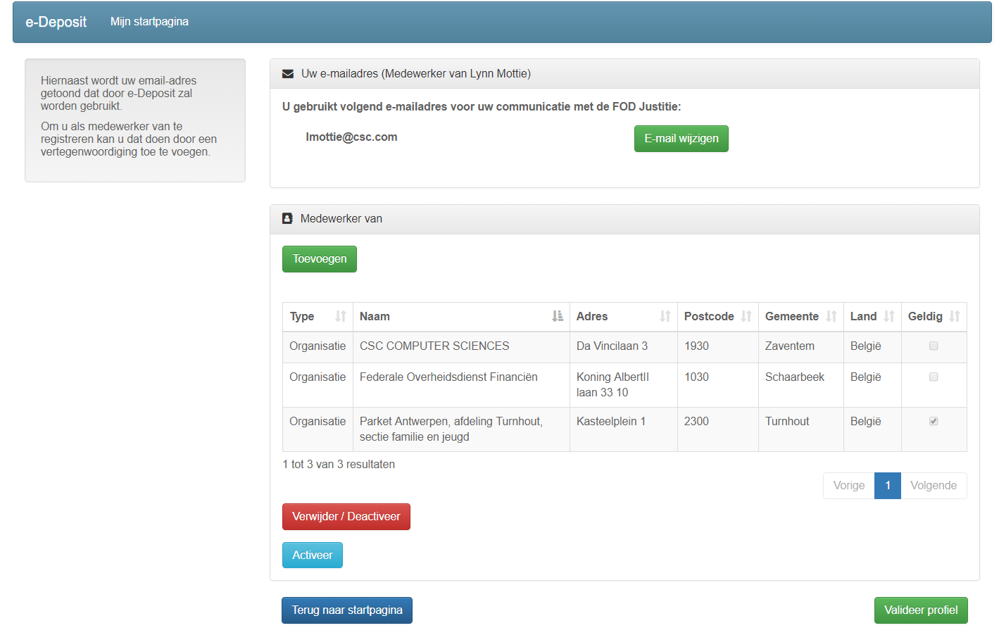 e-Deposit Mijn startpagina
Hiernaast wordt uw email-adres
getoond dat door e-Deposit zal
worden gebruikt.
Om u als medewerker van te
registreren kan u dat doen door een
vertegenwoordiging toe te voegen.
Uw e-mailadres (Medewerker van Lynn Mottie)
U gebruikt volgend e-mailadres voor uw communicatie met de FOD Justitie:
lmottie@csc.com E-mail wijzigen
Medewerker van
Toevoegen
Type Naam Adres Postcode Gemeente Land Geldig
Organisatie CSC COMPUTER SCIENCES Da Vincilaan 3 1930 Zaventem België
Organisatie Federale Overheidsdienst Financiën Koning AlbertII 1030 Schaarbeek België
laan 33 10
Organisatie Parket Antwerpen, afdeling Turnhout, Kasteelplein 1 2300 Turnhout België
sectie familie en jeugd
1 tot 3 van 3 resultaten
Vorige 1 Volgende
Verwijder / Deactiveer
Activeer
Terug naar startpagina Valideer profiel